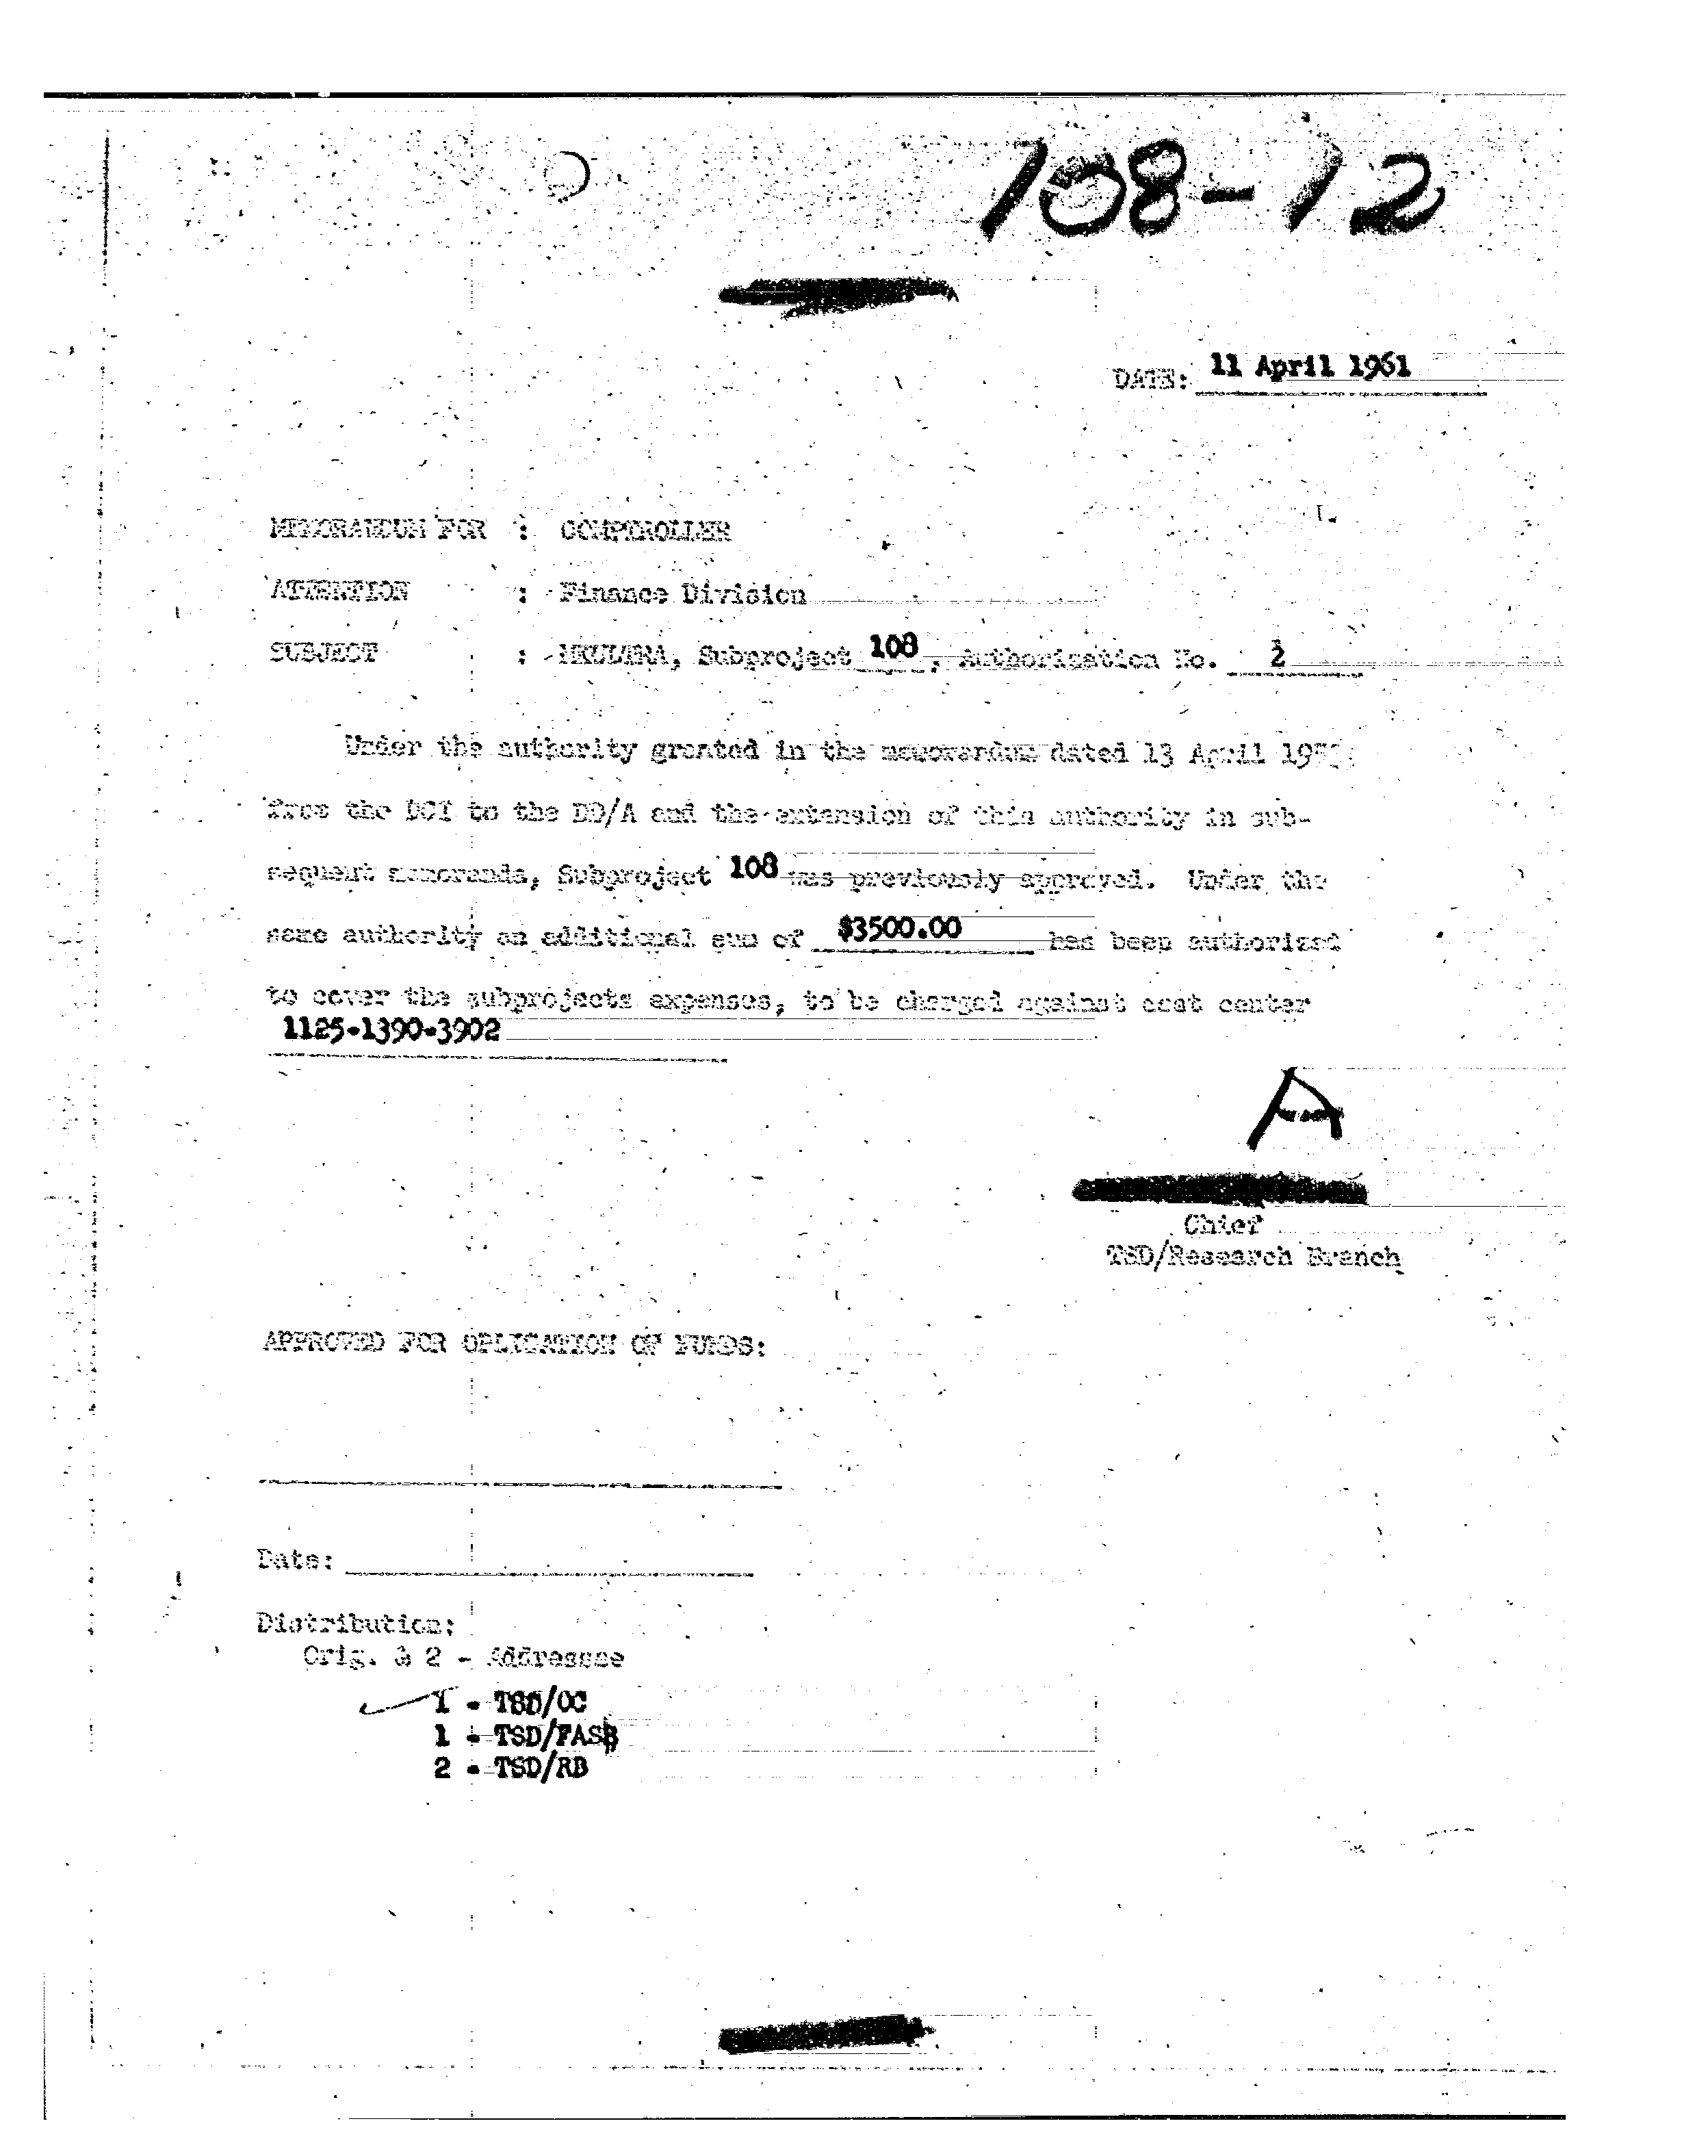 108-12
DATE: 11 April 1961
MEMORANDUM FOR : COMPTROLLER
ATTENTION : Finance Division
SUBJECT : MKULTRA, Subproject 108, Authorization No. 2
Under the authority granted in the memorandum dated 13 April 1953
from the DCI to the DD/A and the extension of this authority in sub-
sequent memoranda, Subproject 108 was previously approved. Under the
same authority an additional sum of $3500.00 has been authorized
to cover the subprojects expenses, to be charged against cost center
1125-1390-3902
A
Chief
TSD/Research Branch
APPROVED FOR OBLIGATION OF FUNDS:
Date:
Distribution:
Orig. & 2 - Addressee
1 - TSD/OC
1 - TSD/FASB
2 - TSD/RB